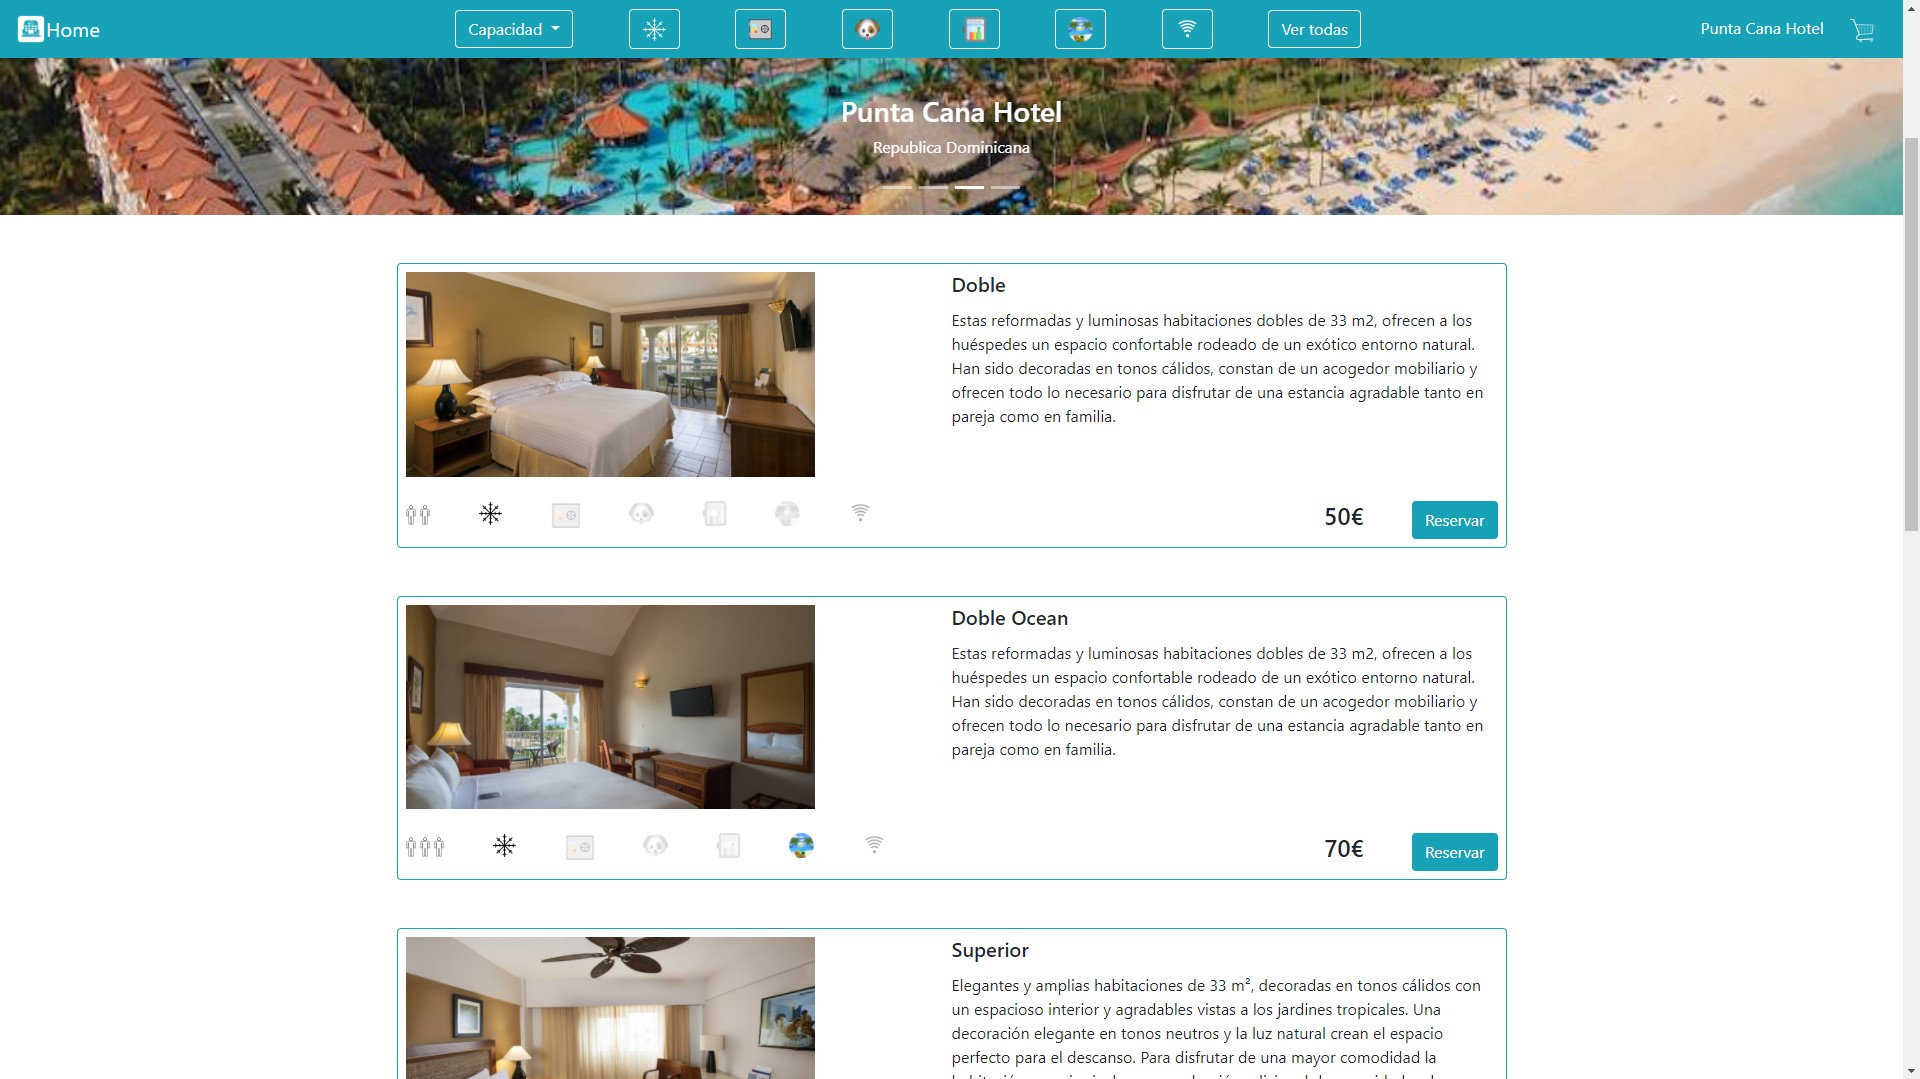 Home
Capacidad
Ver todas
Punta Cana Hotel
Punta Cana Hotel
Republica Dominicana
Doble
Estas reformadas y luminosas habitaciones dobles de 33 m2, ofrecen a los
huéspedes un espacio confortable rodeado de un exótico entorno natural.
Han sido decoradas en tonos cálidos, constan de un acogedor mobiliario y
ofrecen todo lo necesario para disfrutar de una estancia agradable tanto en
pareja como en familia.
50€
Reservar
Doble Ocean
Estas reformadas y luminosas habitaciones dobles de 33 m2, ofrecen a los
huéspedes un espacio confortable rodeado de un exótico entorno natural.
Han sido decoradas en tonos cálidos, constan de un acogedor mobiliario y
ofrecen todo lo necesario para disfrutar de una estancia agradable tanto en
pareja como en familia.
70€
Reservar
Superior
Elegantes y amplias habitaciones de 33 m², decoradas en tonos cálidos con
un espacioso interior y agradables vistas a los jardines tropicales. Una
decoración elegante en tonos neutros y la luz natural crean el espacio
perfecto para el descanso. Para disfrutar de una mayor comodidad la